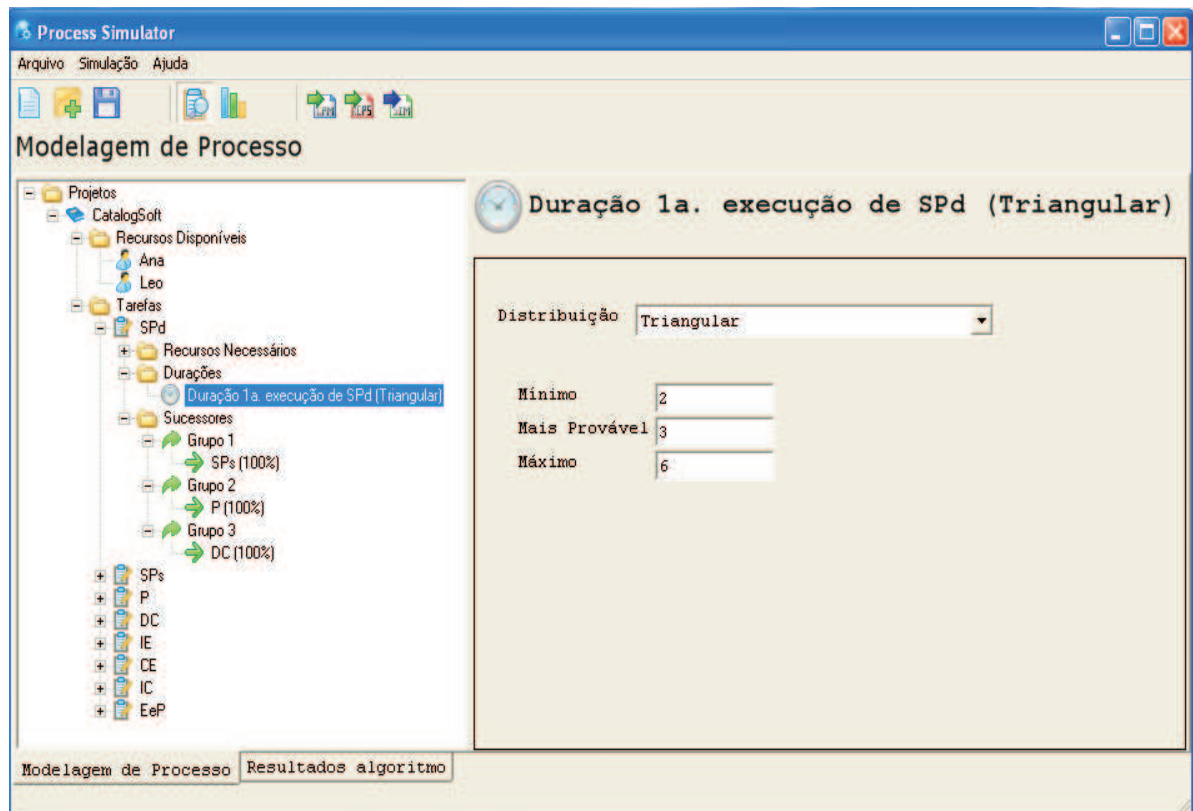 Process Simulator
Arquivo Simulação Ajuda
CPM CPS SIM
Modelagem de Processo
Projetos
CatalogSoft
Recursos Disponíveis
Ana
Leo
Tarefas
SPd
Recursos Necessários
Durações
Duração 1a. execução de SPd (Triangular)
Sucessores
Grupo 1
SPs (100%)
Grupo 2
P (100%)
Grupo 3
DC (100%)
SPs
P
DC
IE
CE
IC
EeP
Duração 1a. execução de SPd (Triangular)
Distribuição Triangular
Mínimo 2
Mais Provável 3
Máximo 6
Modelagem de Processo Resultados algoritmo